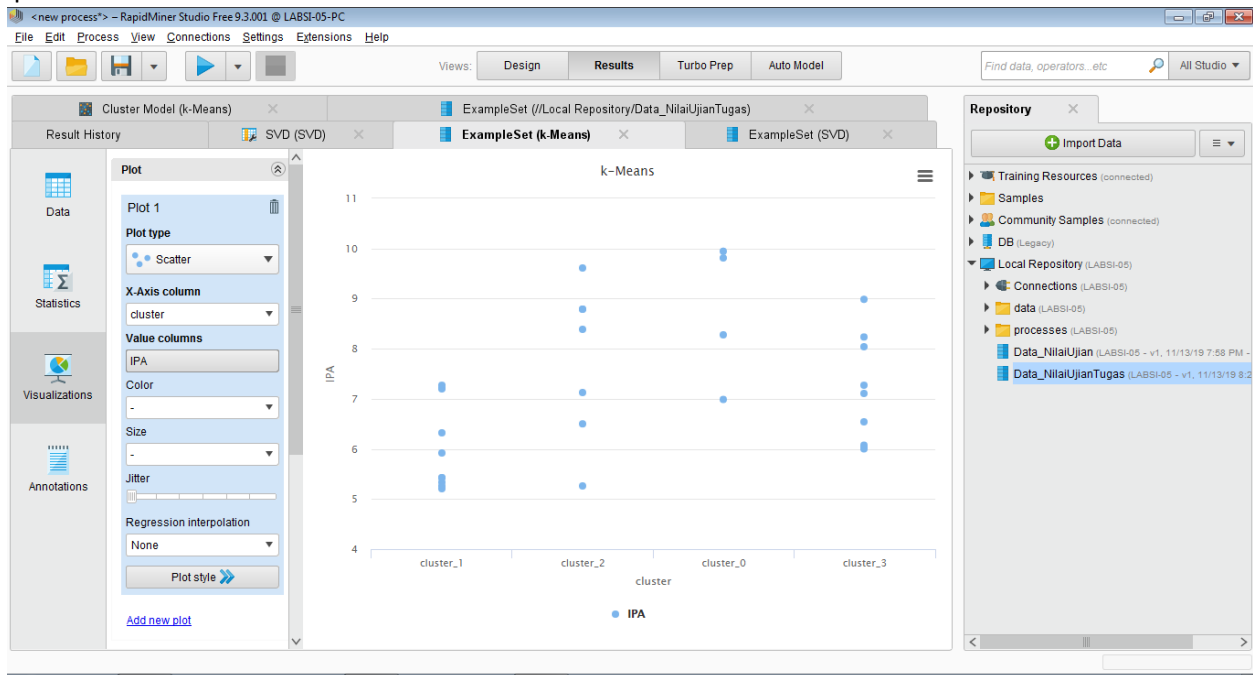 <new process*> – RapidMiner Studio Free 9.3.001 @ LABSI-05-PC
File Edit Process View Connections Settings Extensions Help
Views: Design Results Turbo Prep Auto Model
Find data, operators...etc
All Studio
Cluster Model (k-Means)
ExampleSet (//Local Repository/Data_NilaiUjianTugas)
Result History
SVD (SVD)
ExampleSet (k-Means)
ExampleSet (SVD)
Data
Statistics
Visualizations
Annotations
Plot
Plot 1
Plot type
Scatter
X-Axis column
cluster
Value columns
IPA
Color
-
Size
-
Jitter
Regression interpolation
None
Plot style
Add new plot
k-Means
11
10
9
8
7
6
5
4
IPA
cluster_1 cluster_2 cluster_0 cluster_3
cluster
IPA
Repository
Import Data
Training Resources (connected)
Samples
Community Samples (connected)
DB (Legacy)
Local Repository (LABSI-05)
Connections (LABSI-05)
data (LABSI-05)
processes (LABSI-05)
Data_NilaiUjian (LABSI-05 - v1, 11/13/19 7:58 PM -
Data_NilaiUjianTugas (LABSI-05 - v1, 11/13/19 8:2